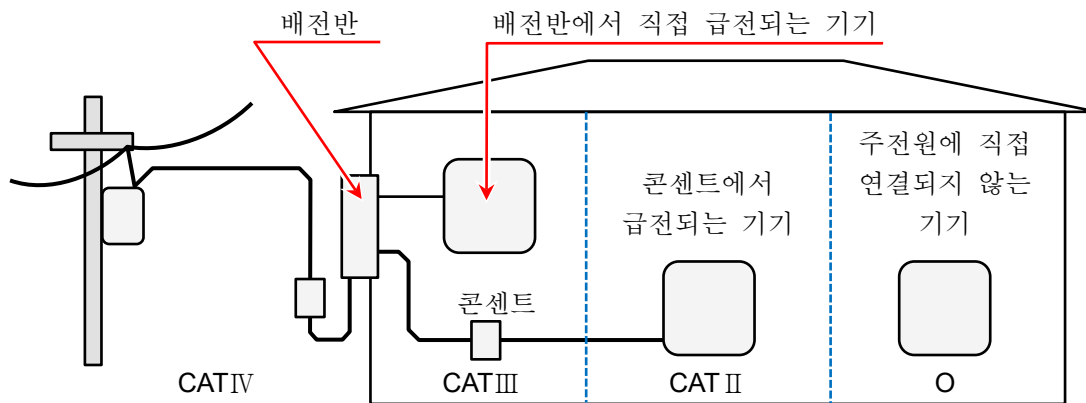 배전반
배전반에서 직접 급전되는 기기
주전원에 직접
연결되지 않는
기기
콘센트에서
급전되는 기기
콘센트
CATⅣ
CATⅢ
CATⅡ
O